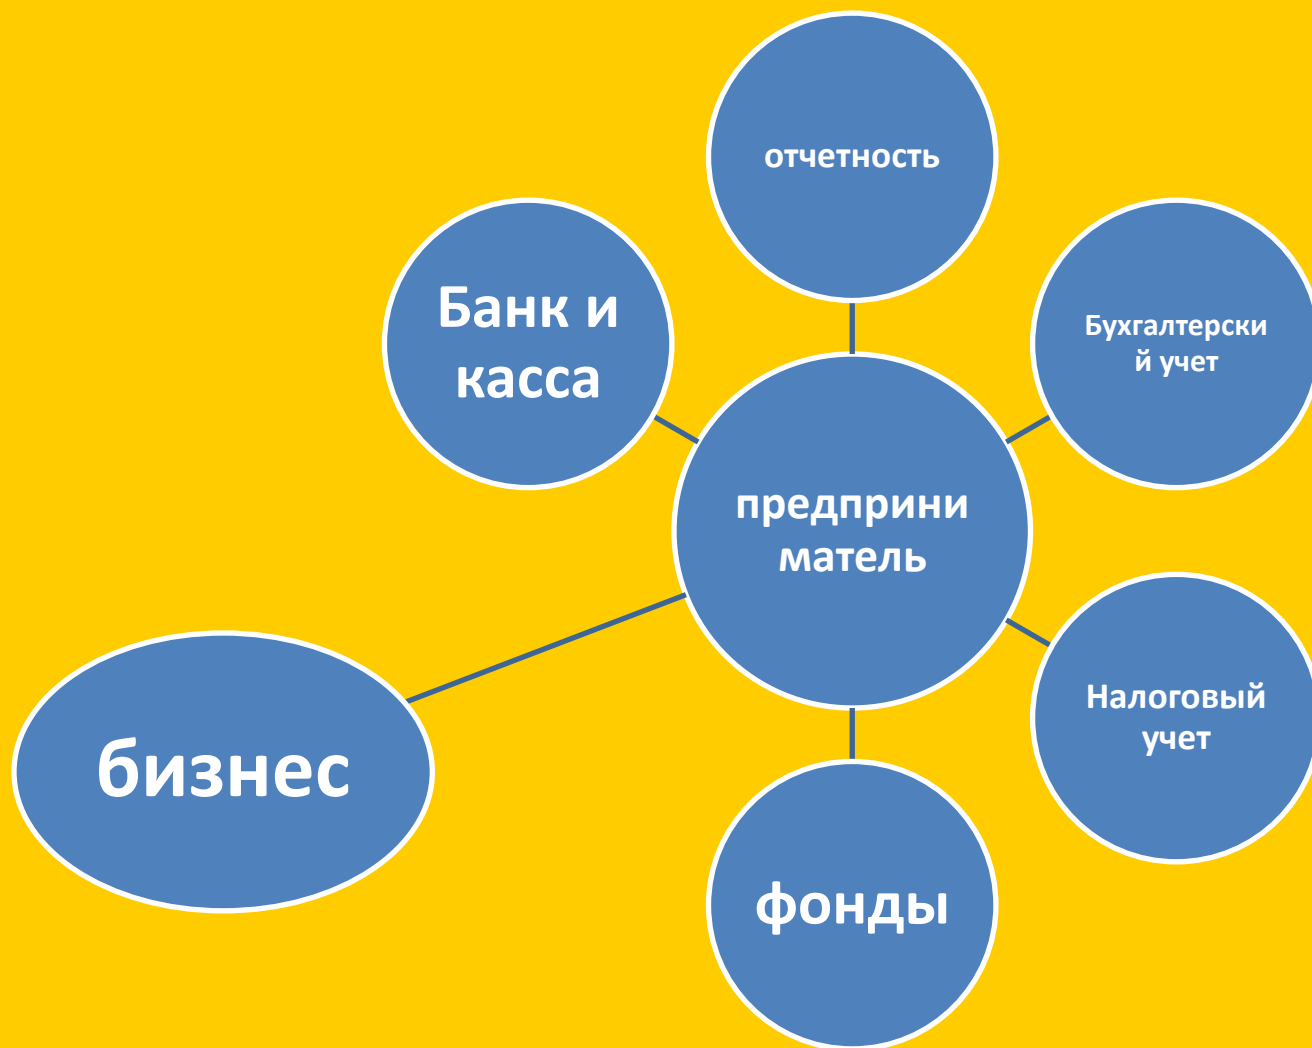 отчетность
Банк и
касса
Бухгалтерски
й учет
предприни
матель
Налоговый
учет
бизнес
фонды